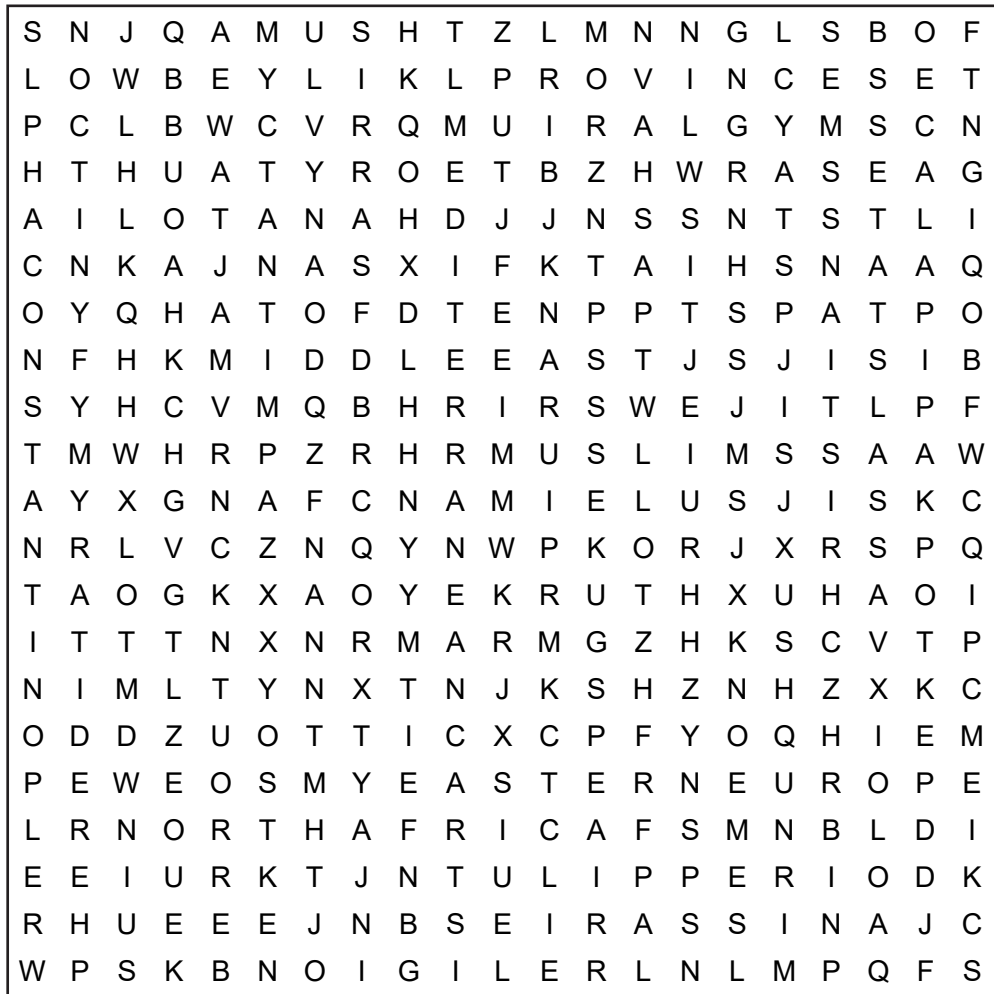 S N J Q A M U S H T Z L M N N G L S B O F
L O W B E Y L I K L P R O V I N C E S E T
P C L B W C V R Q M U I R A L G Y M S C N
H T H U A T Y R O E T B Z H W R A S E A G
A I L O T A N A H D J J N S S N T S T L I
C N K A J N A S X I F K T A I H S N A A Q
O Y Q H A T O F D T E N P P T S P A T P O
N F H K M I D D L E E A S T J S J I S I B
S Y H C V M Q B H R I R S W E J I T L P F
T M W H R P Z R H R M U S L I M S S A A W
A Y X G N A F C N A M I E L U S J I S K C
N R L V C Z N Q Y N W P K O R J X R S P Q
T A O G K X A O Y E K R U T H X U H A O I
I T T T N X N R M A R M G Z H K S C V T P
N I M L T Y N X T N J K S H Z N H Z X K C
O D D Z U O T T I C X C P F Y O Q H I E M
P E W E O S M Y E A S T E R N E U R O P E
L R N O R T H A F R I C A F S M N B L D I
E E I U R K T J N T U L I P P E R I O D K
R H U E E E J N B S E I R A S S I N A J C
W P S K B N O I G I L E R L N L M P Q F S